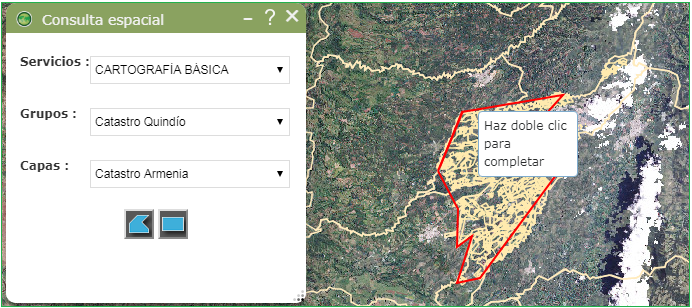 Consulta espacial
Servicios : CARTOGRAFÍA BÁSICA
Grupos : Catastro Quindío
Capas : Catastro Armenia
Haz doble clic
para
completar